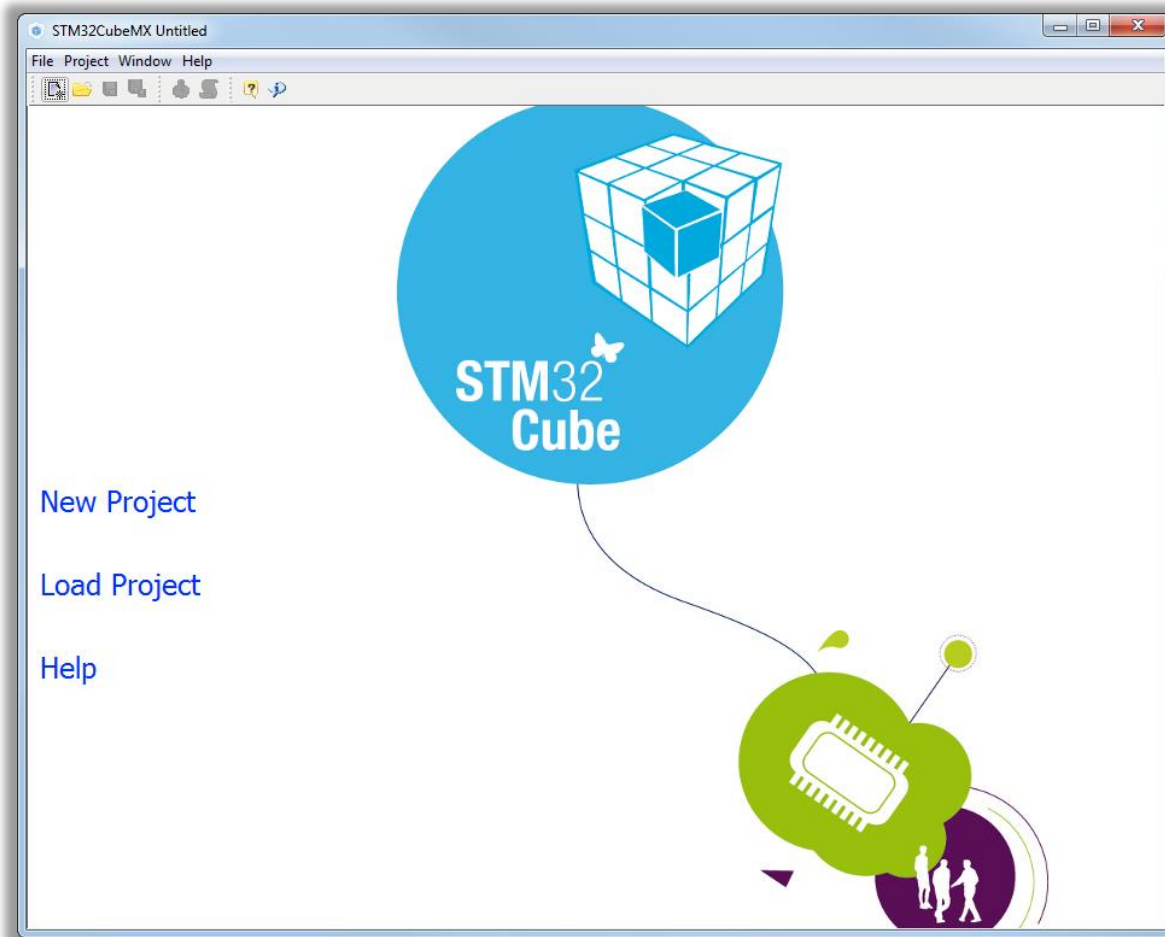 STM32CubeMX Untitled
File Project Window Help
STM32
Cube
New Project
Load Project
Help